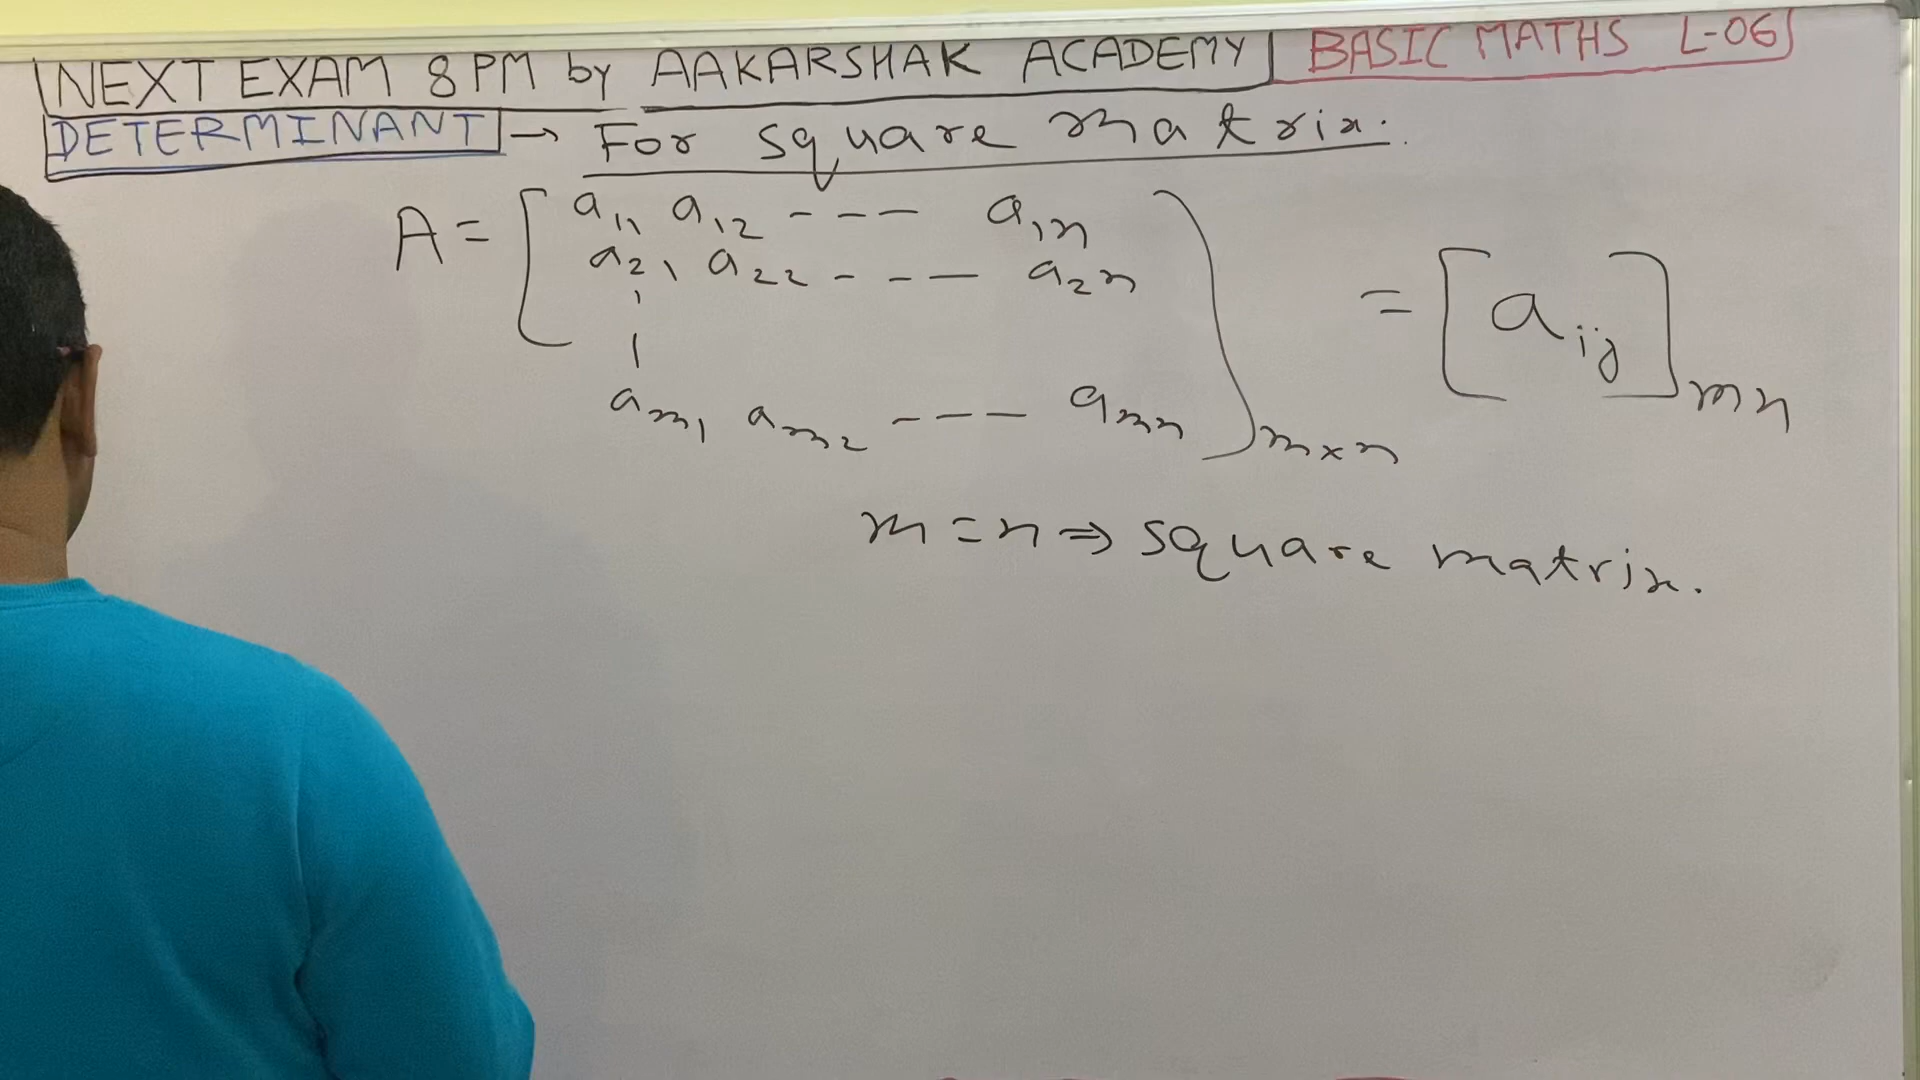 NEXT EXAM 8 PM by AAKARSHAK ACADEMY BASIC MATHS L-06
DETERMINANT → For square matrix.
A = [ a11 a12 - - - a1n
a21 a22 - - - a2n
am1 am2 - - - amn ] m×n = [aij] mn
m = n ⇒ square matrix.